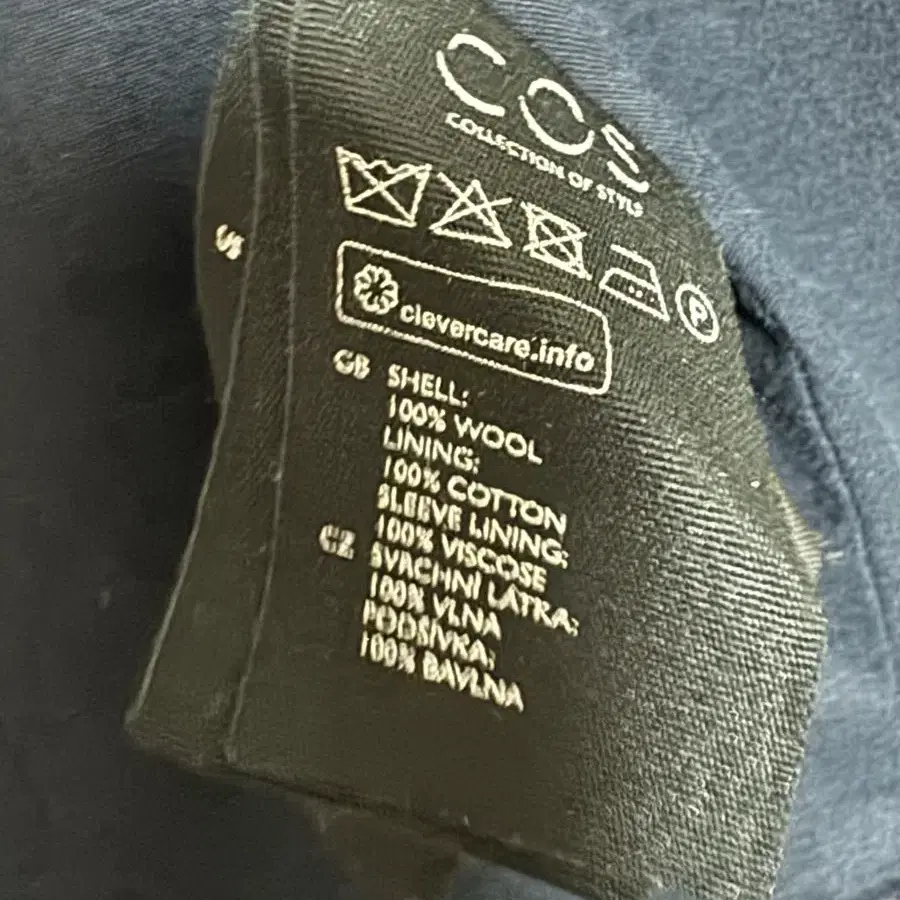 COS
COLLECTION OF STYLE
P
clevercare.info
GB SHELL:
100% WOOL
LINING:
100% COTTON
SLEEVE LINING:
100% VISCOSE
CZ SVRCHNÍ LÁTKA:
100% VLNA
PODŠÍVKA:
100% BAVLNA